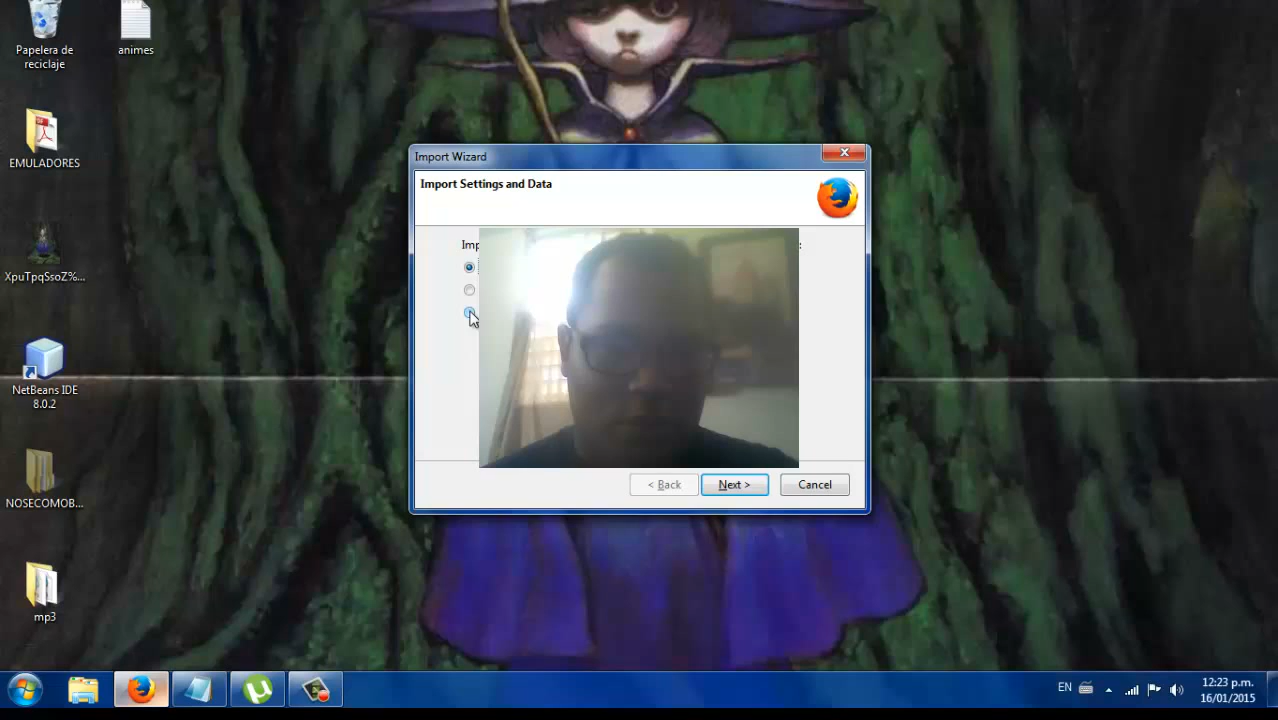 Papelera de
reciclaje
animes
EMULADORES
XpuTpqSsoZ%...
NetBeans IDE
8.0.2
NOSECOMOB...
mp3
Import Wizard
Import Settings and Data
Imp
:
< Back
Next >
Cancel
EN
12:23 p.m.
16/01/2015